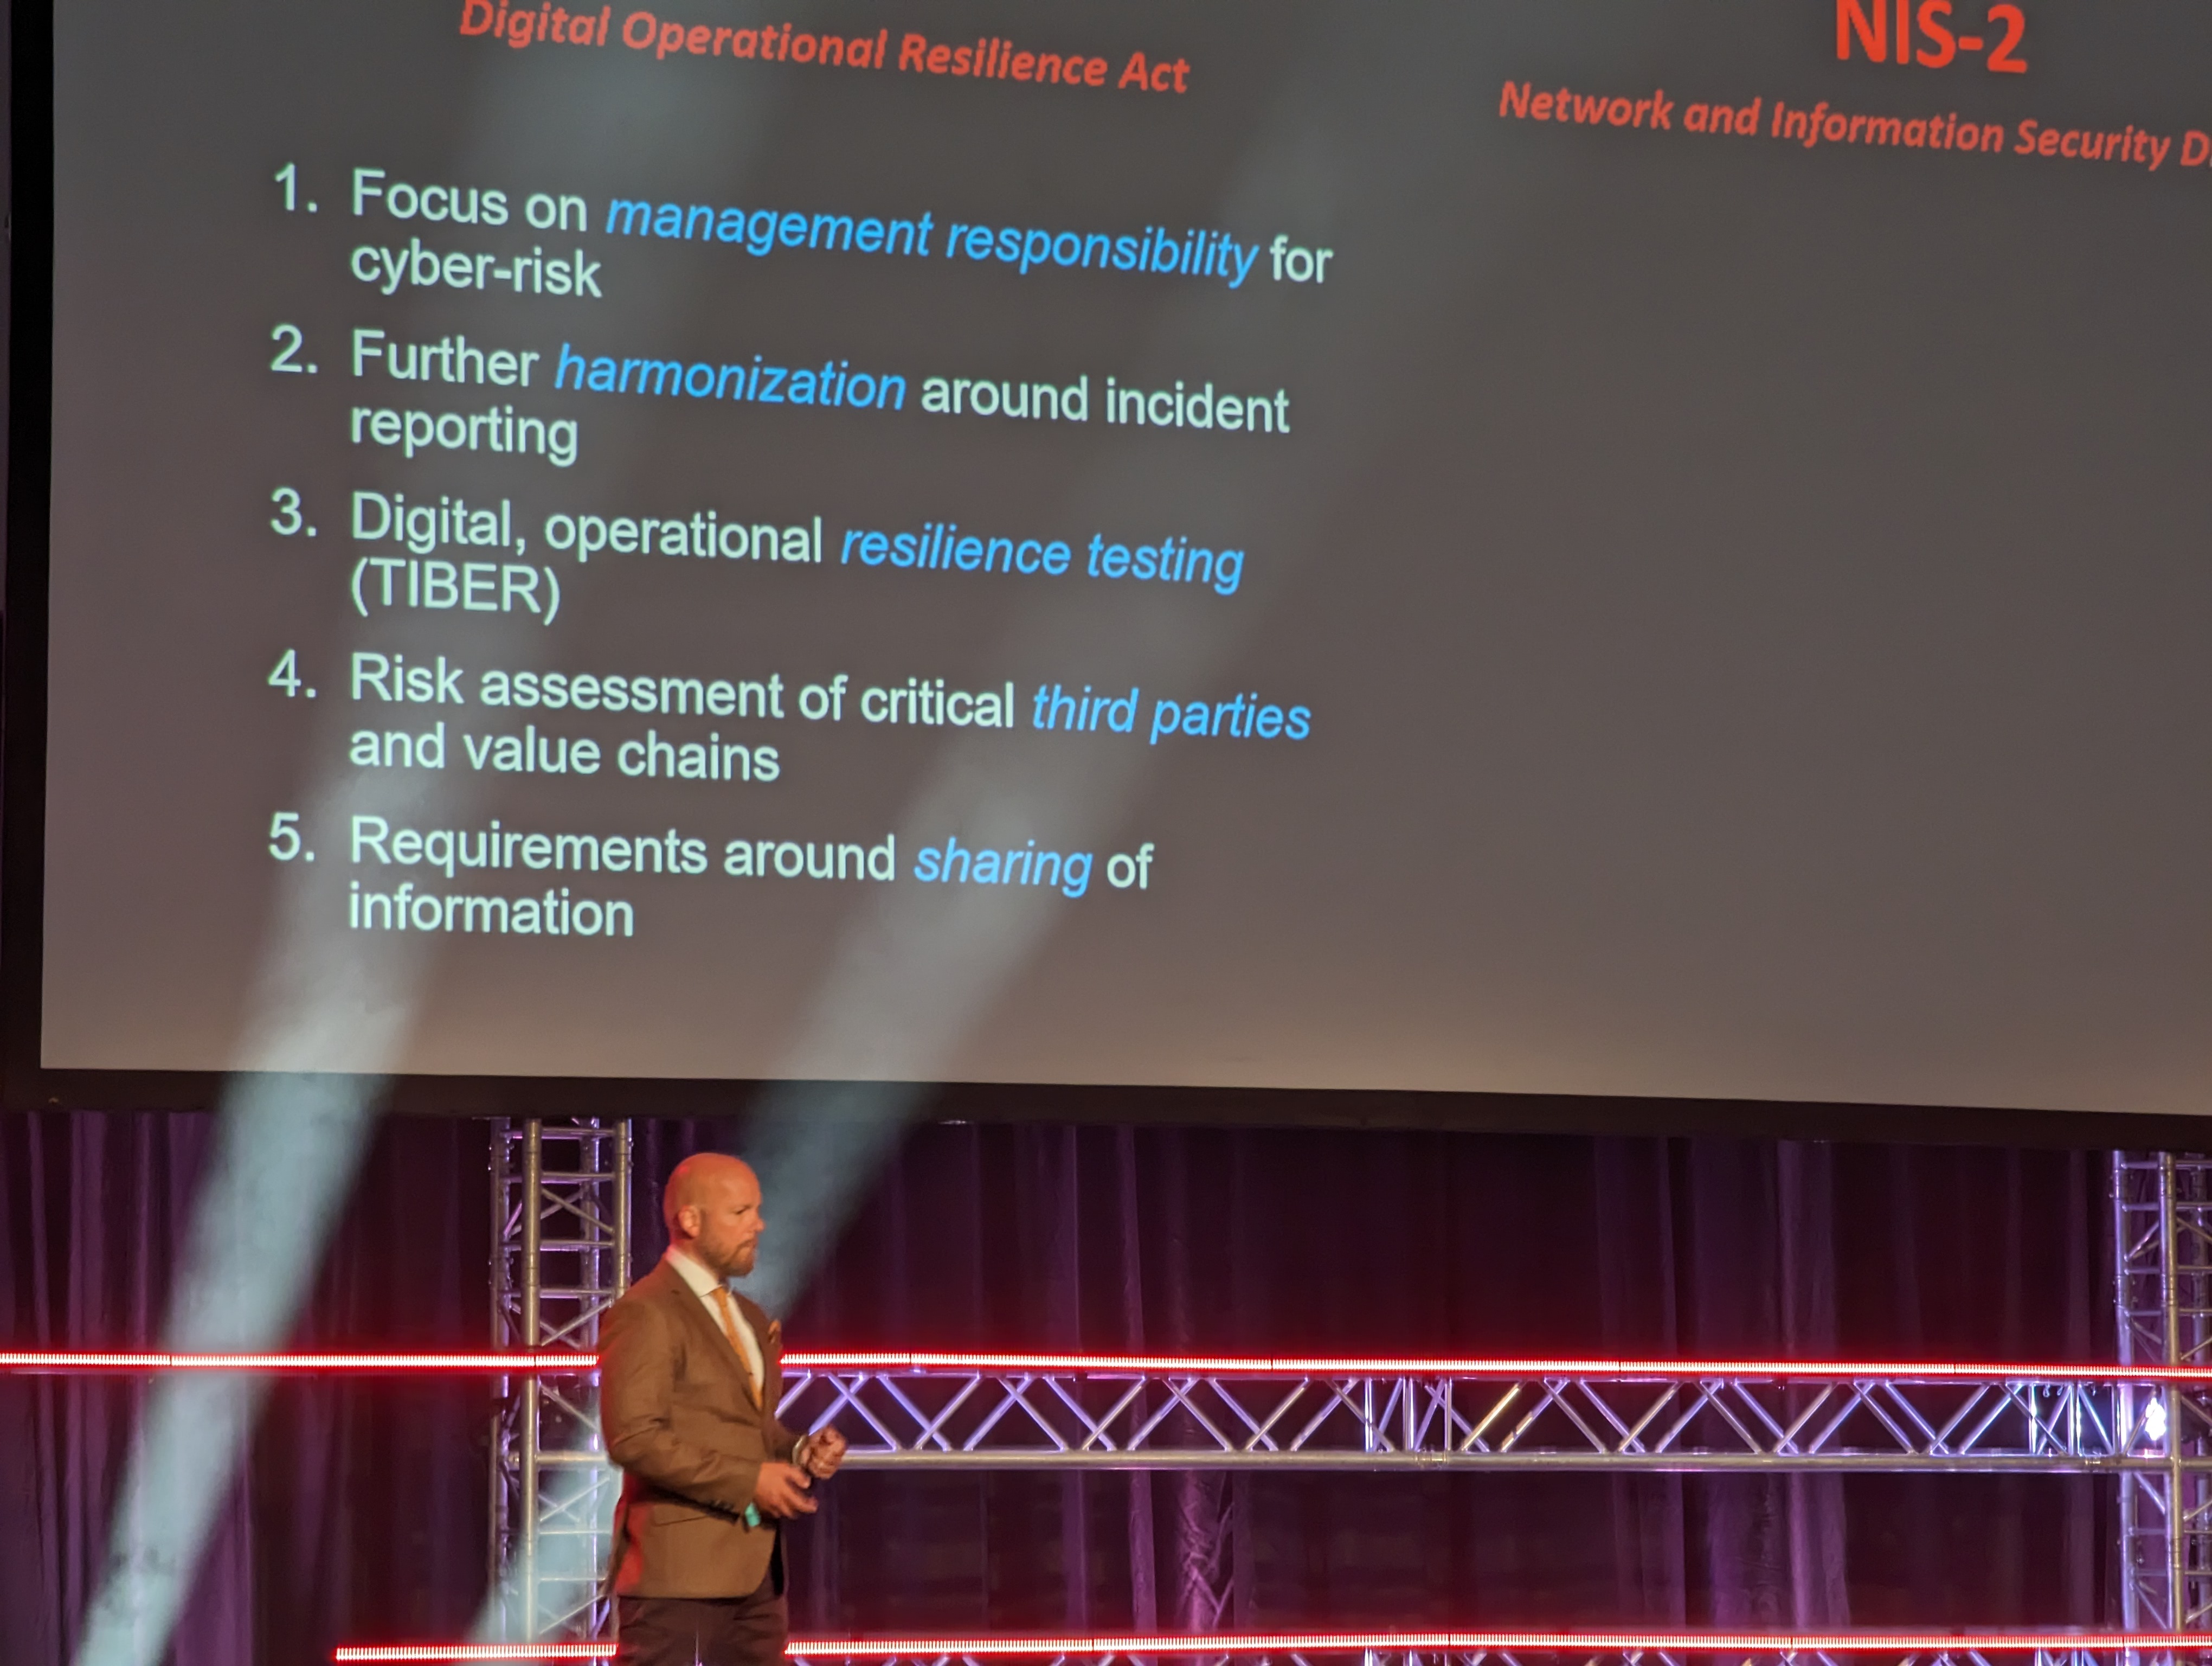 Digital Operational Resilience Act
1. Focus on management responsibility for
cyber-risk
2. Further harmonization around incident
reporting
3. Digital, operational resilience testing
(TIBER)
4. Risk assessment of critical third parties
and value chains
5. Requirements around sharing of
information
NIS-2
Network and Information Security